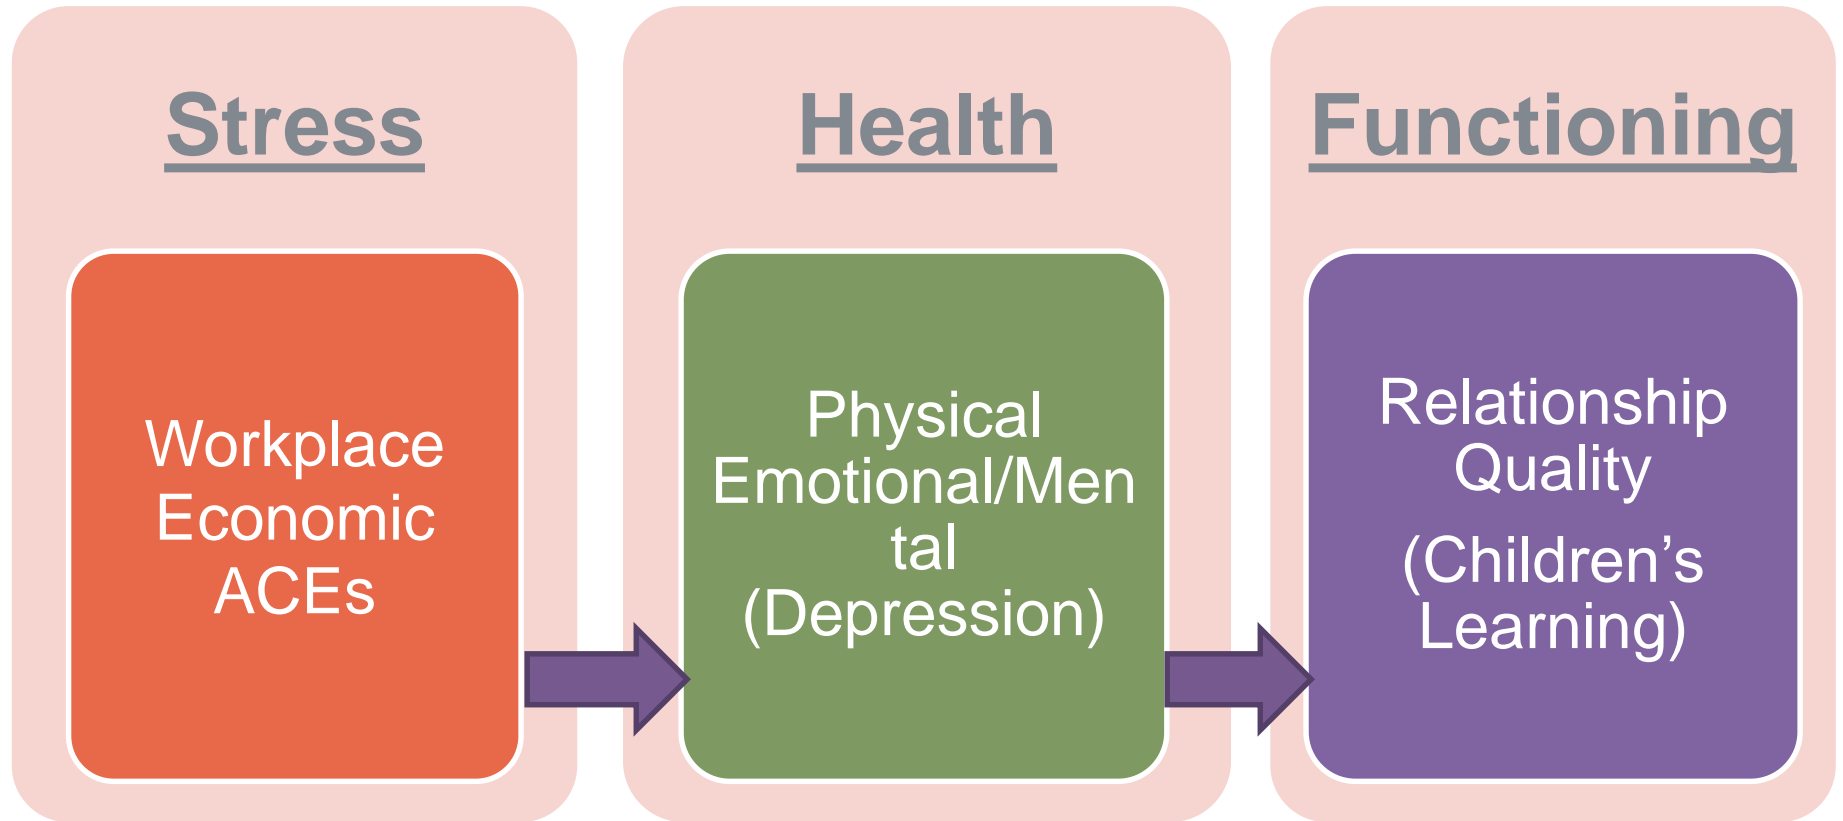 Stress
Workplace
Economic
ACEs
Health
Physical
Emotional/Men
tal
(Depression)
Functioning
Relationship
Quality
(Children’s
Learning)